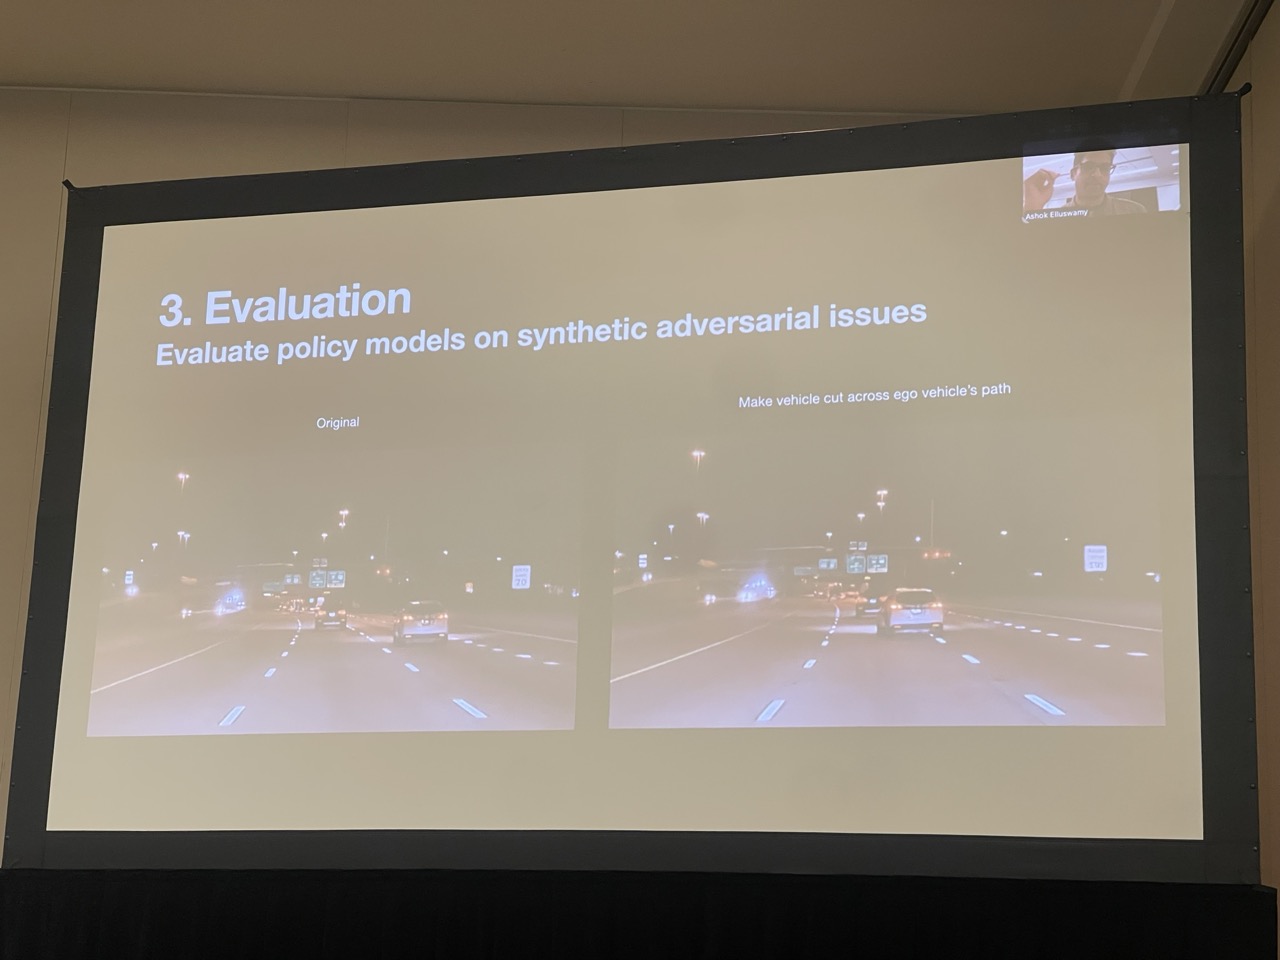 Ashok Elluswamy
3. Evaluation
Evaluate policy models on synthetic adversarial issues
Original
Make vehicle cut across ego vehicle's path
70